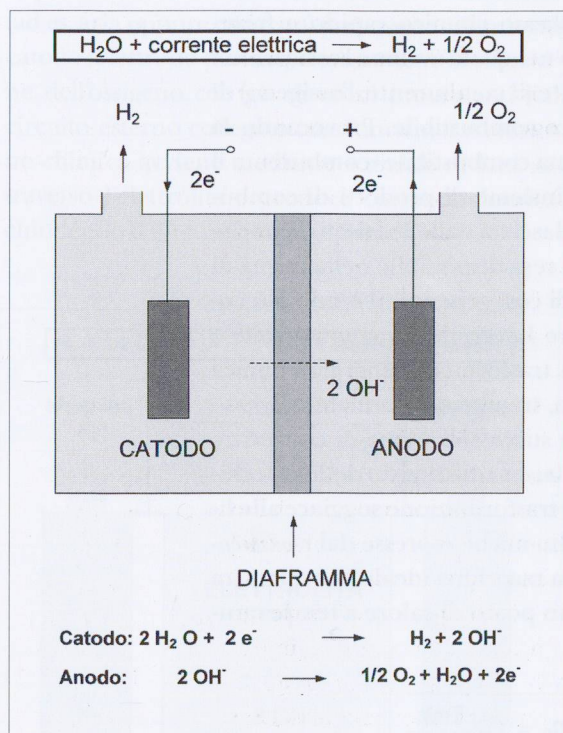 H₂O + corrente elettrica → H₂ + 1/2 O₂
H₂ 1/2 O₂
- +
2e⁻ 2e⁻
2 OH⁻
CATODO ANODO
DIAFRAMMA
Catodo: 2 H₂ O + 2 e⁻ → H₂ + 2 OH⁻
Anodo: 2 OH⁻ → 1/2 O₂ + H₂O + 2e⁻